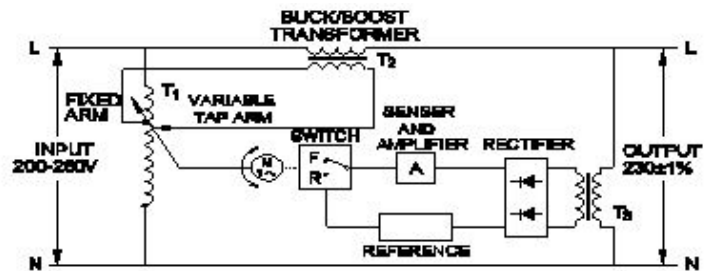 BUCK/BOOST
TRANSFORMER
L
L
T2
T1
FIXED
ARM
VARIABLE
TAP ARM
SENSER
AND
AMPLIFIER
SWITCH
RECTIFIER
INPUT
200-260V
M
F
R
A
OUTPUT
230±1%
T3
REFERENCE
N
N